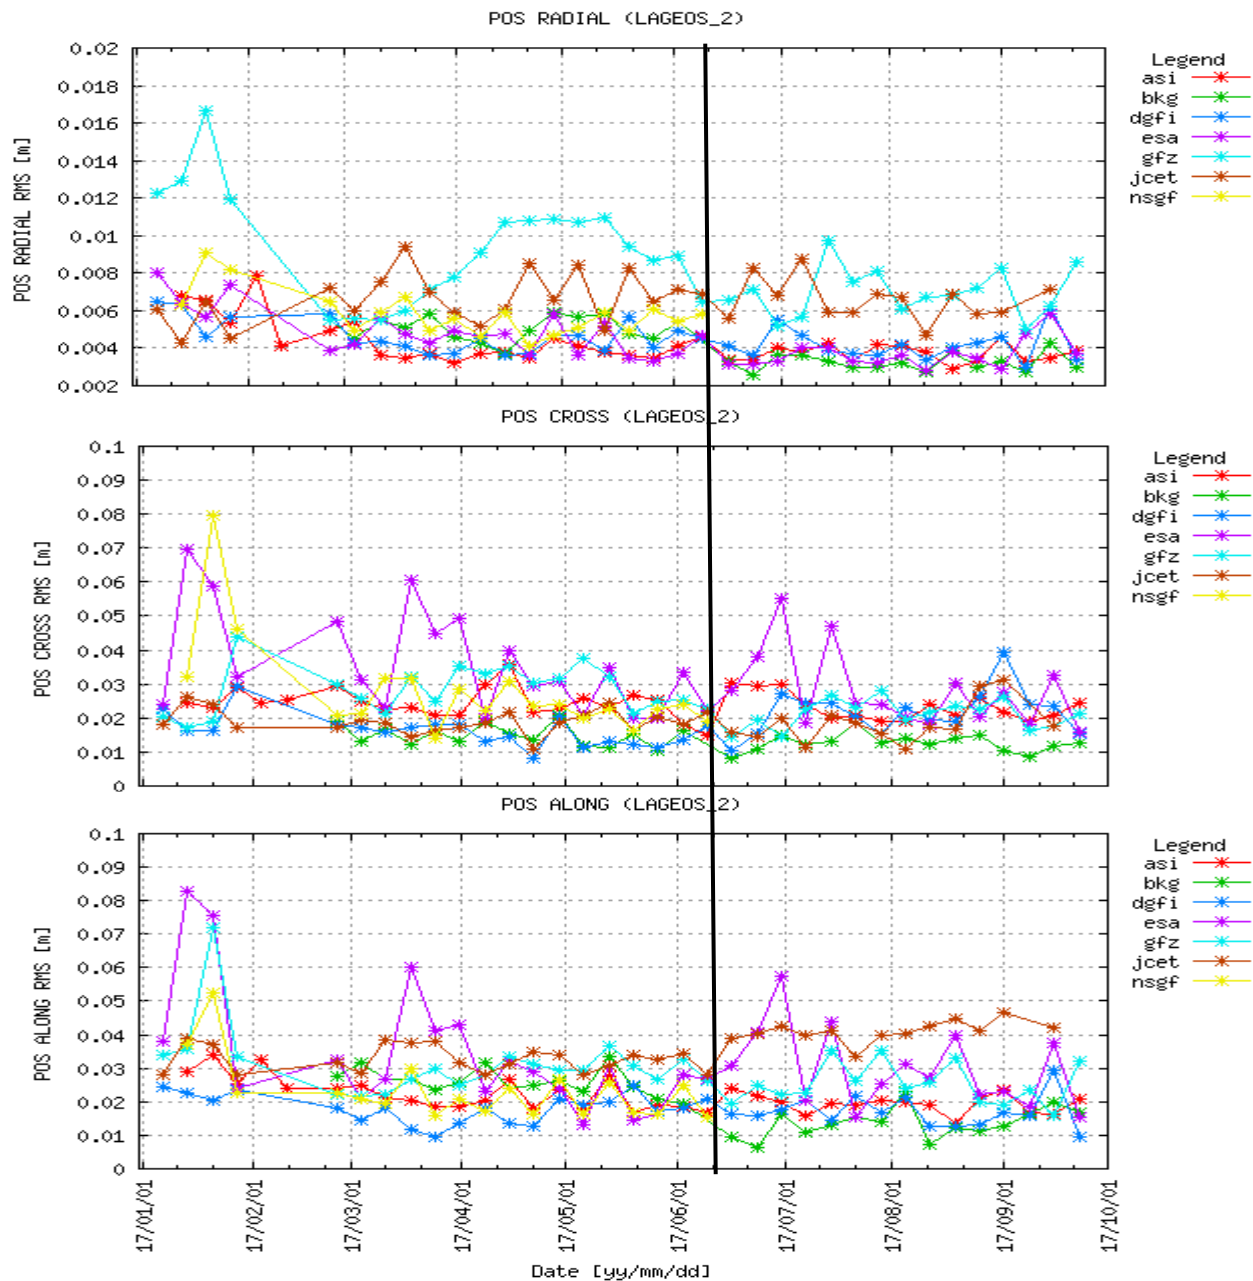 POS RADIAL (LAGEOS_2)
0.02
0.018
0.016
0.014
0.012
0.01
0.008
0.006
0.004
0.002
POS RADIAL RMS [m]
Legend
asi
bkg
dgfi
esa
gfz
jcet
nsgf
POS CROSS (LAGEOS_2)
0.1
0.09
0.08
0.07
0.06
0.05
0.04
0.03
0.02
0.01
0
POS CROSS RMS [m]
Legend
asi
bkg
dgfi
esa
gfz
jcet
nsgf
POS ALONG (LAGEOS_2)
0.1
0.09
0.08
0.07
0.06
0.05
0.04
0.03
0.02
0.01
0
POS ALONG RMS [m]
Legend
asi
bkg
dgfi
esa
gfz
jcet
nsgf
17/01/01
17/02/01
17/03/01
17/04/01
17/05/01
17/06/01
17/07/01
17/08/01
17/09/01
17/10/01
Date [yy/mm/dd]